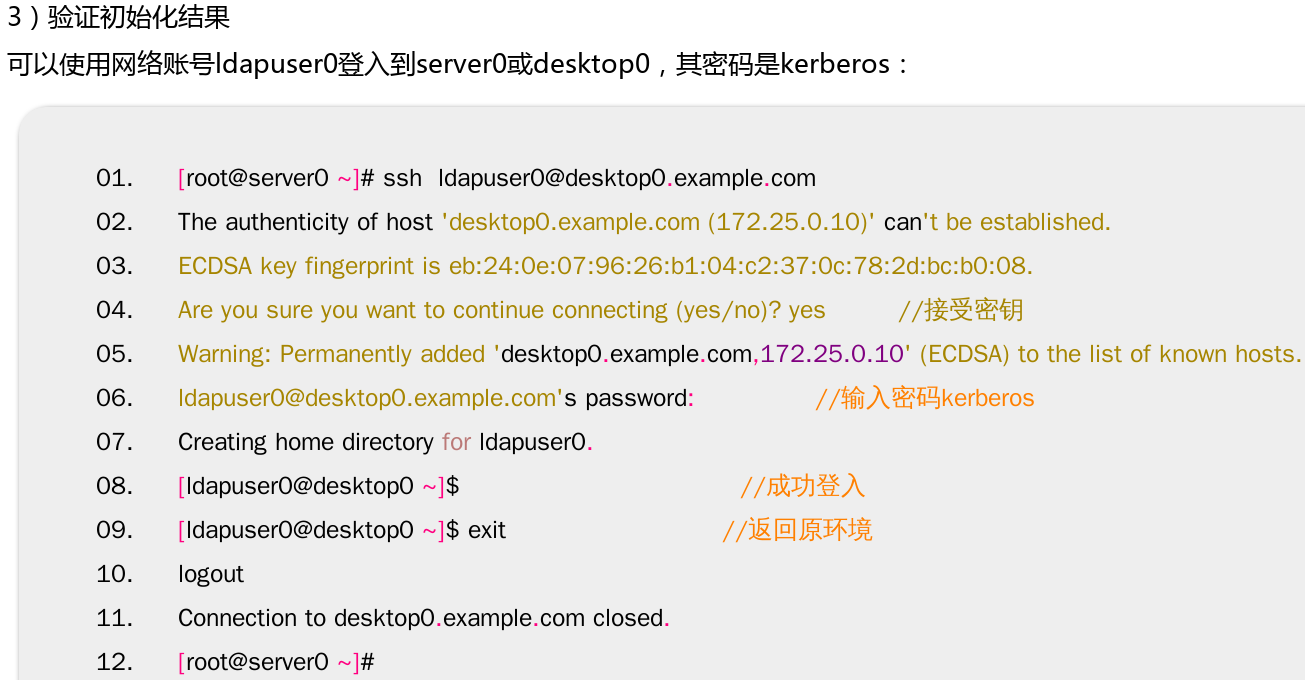 3）验证初始化结果
可以使用网络账号ldapuser0登入到server0或desktop0，其密码是kerberos：
01. [root@server0 ~]# ssh  ldapuser0@desktop0.example.com
02. The authenticity of host 'desktop0.example.com (172.25.0.10)' can't be established.
03. ECDSA key fingerprint is eb:24:0e:07:96:26:b1:04:c2:37:0c:78:2d:bc:b0:08.
04. Are you sure you want to continue connecting (yes/no)? yes //接受密钥
05. Warning: Permanently added 'desktop0.example.com,172.25.0.10' (ECDSA) to the list of known hosts.
06. ldapuser0@desktop0.example.com's password: //输入密码kerberos
07. Creating home directory for ldapuser0.
08. [ldapuser0@desktop0 ~]$ //成功登入
09. [ldapuser0@desktop0 ~]$ exit //返回原环境
10. logout
11. Connection to desktop0.example.com closed.
12. [root@server0 ~]#